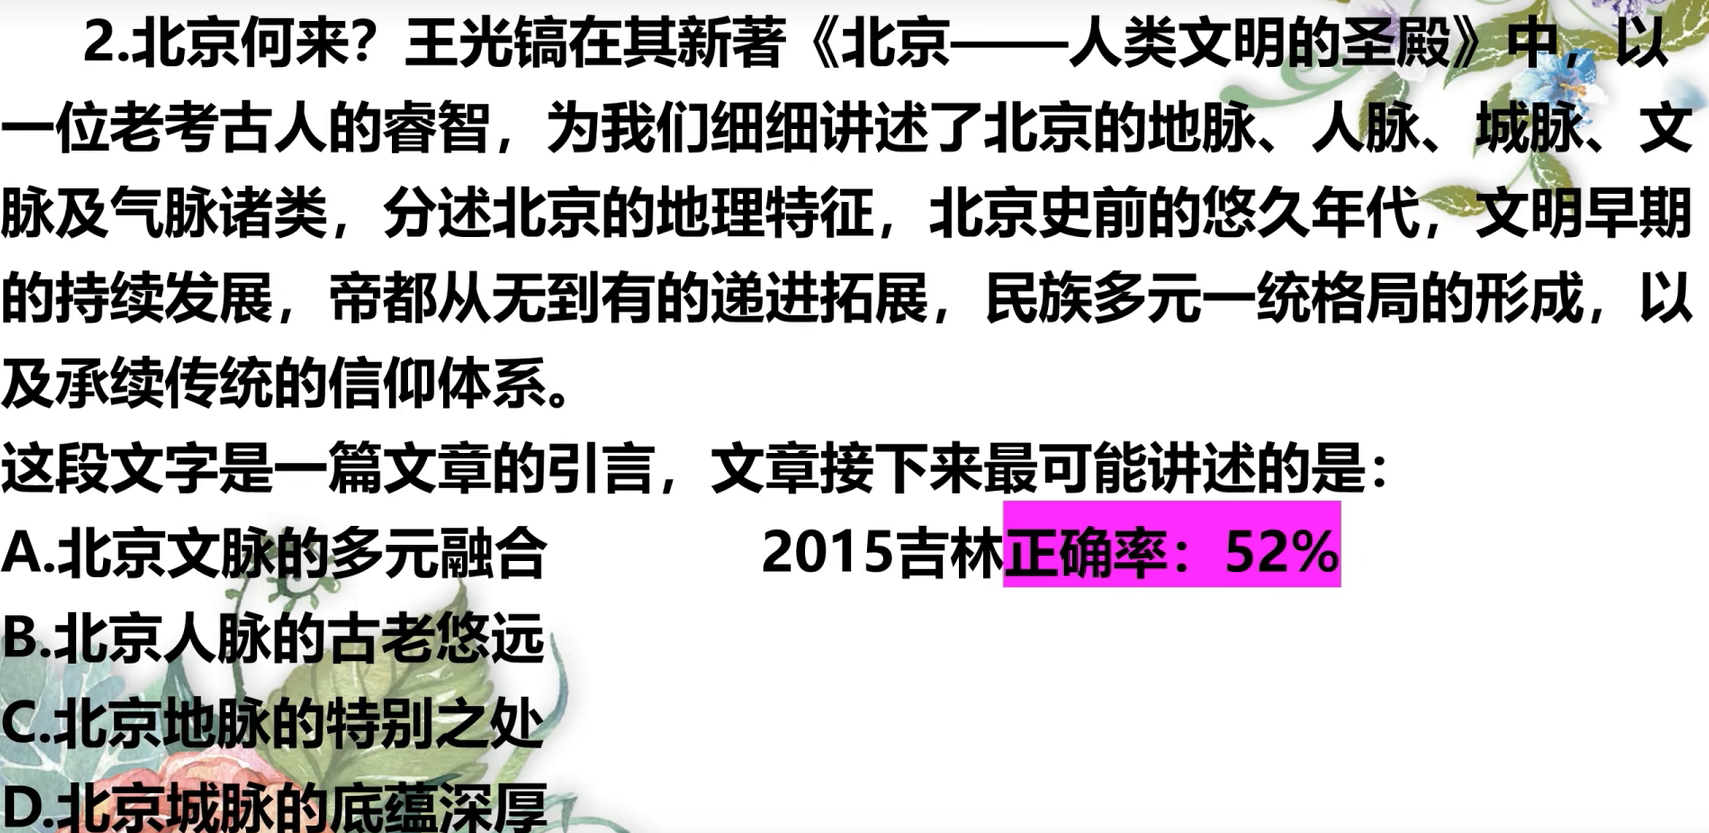 2.北京何来？王光镐在其新著《北京——人类文明的圣殿》中，以
一位老考古人的睿智，为我们细细讲述了北京的地脉、人脉、城脉、文
脉及气脉诸类，分述北京的地理特征，北京史前的悠久年代，文明早期
的持续发展，帝都从无到有的递进拓展，民族多元一统格局的形成，以
及承续传统的信仰体系。
这段文字是一篇文章的引言，文章接下来最可能讲述的是：
A.北京文脉的多元融合 2015吉林正确率：52%
B.北京人脉的古老悠远
C.北京地脉的特别之处
D.北京城脉的底蕴深厚